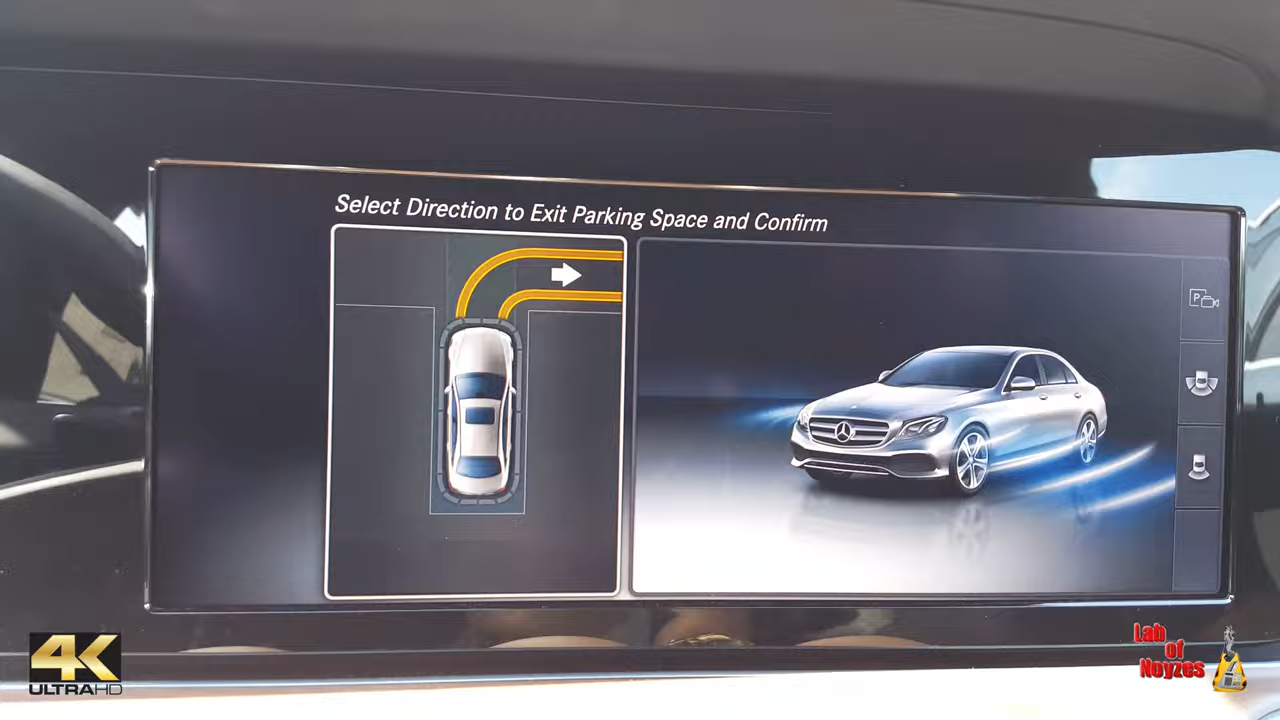 Select Direction to Exit Parking Space and Confirm
P
4K
ULTRAHD
Lab
of
Noyzes